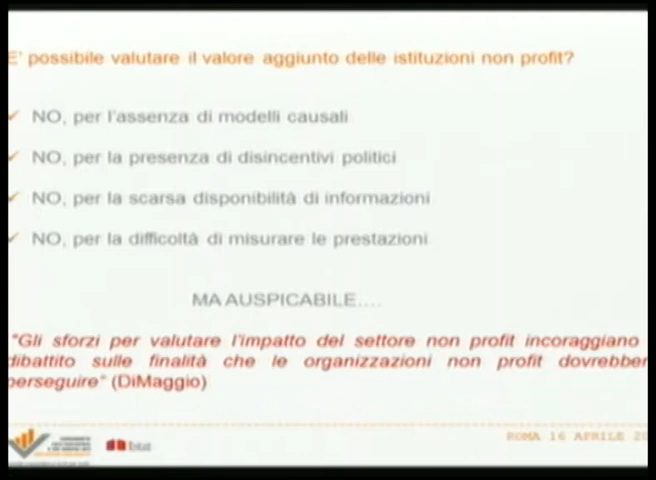 E' possibile valutare il valore aggiunto delle istituzioni non profit?
NO, per l'assenza di modelli causali
NO, per la presenza di disincentivi politici
NO, per la scarsa disponibilità di informazioni
NO, per la difficoltà di misurare le prestazioni
MA AUSPICABILE....
"Gli sforzi per valutare l'impatto del settore non profit incoraggiano
dibattito sulle finalità che le organizzazioni non profit dovrebber
perseguire" (DiMaggio)
Istat
ROMA 16 APRILE 20